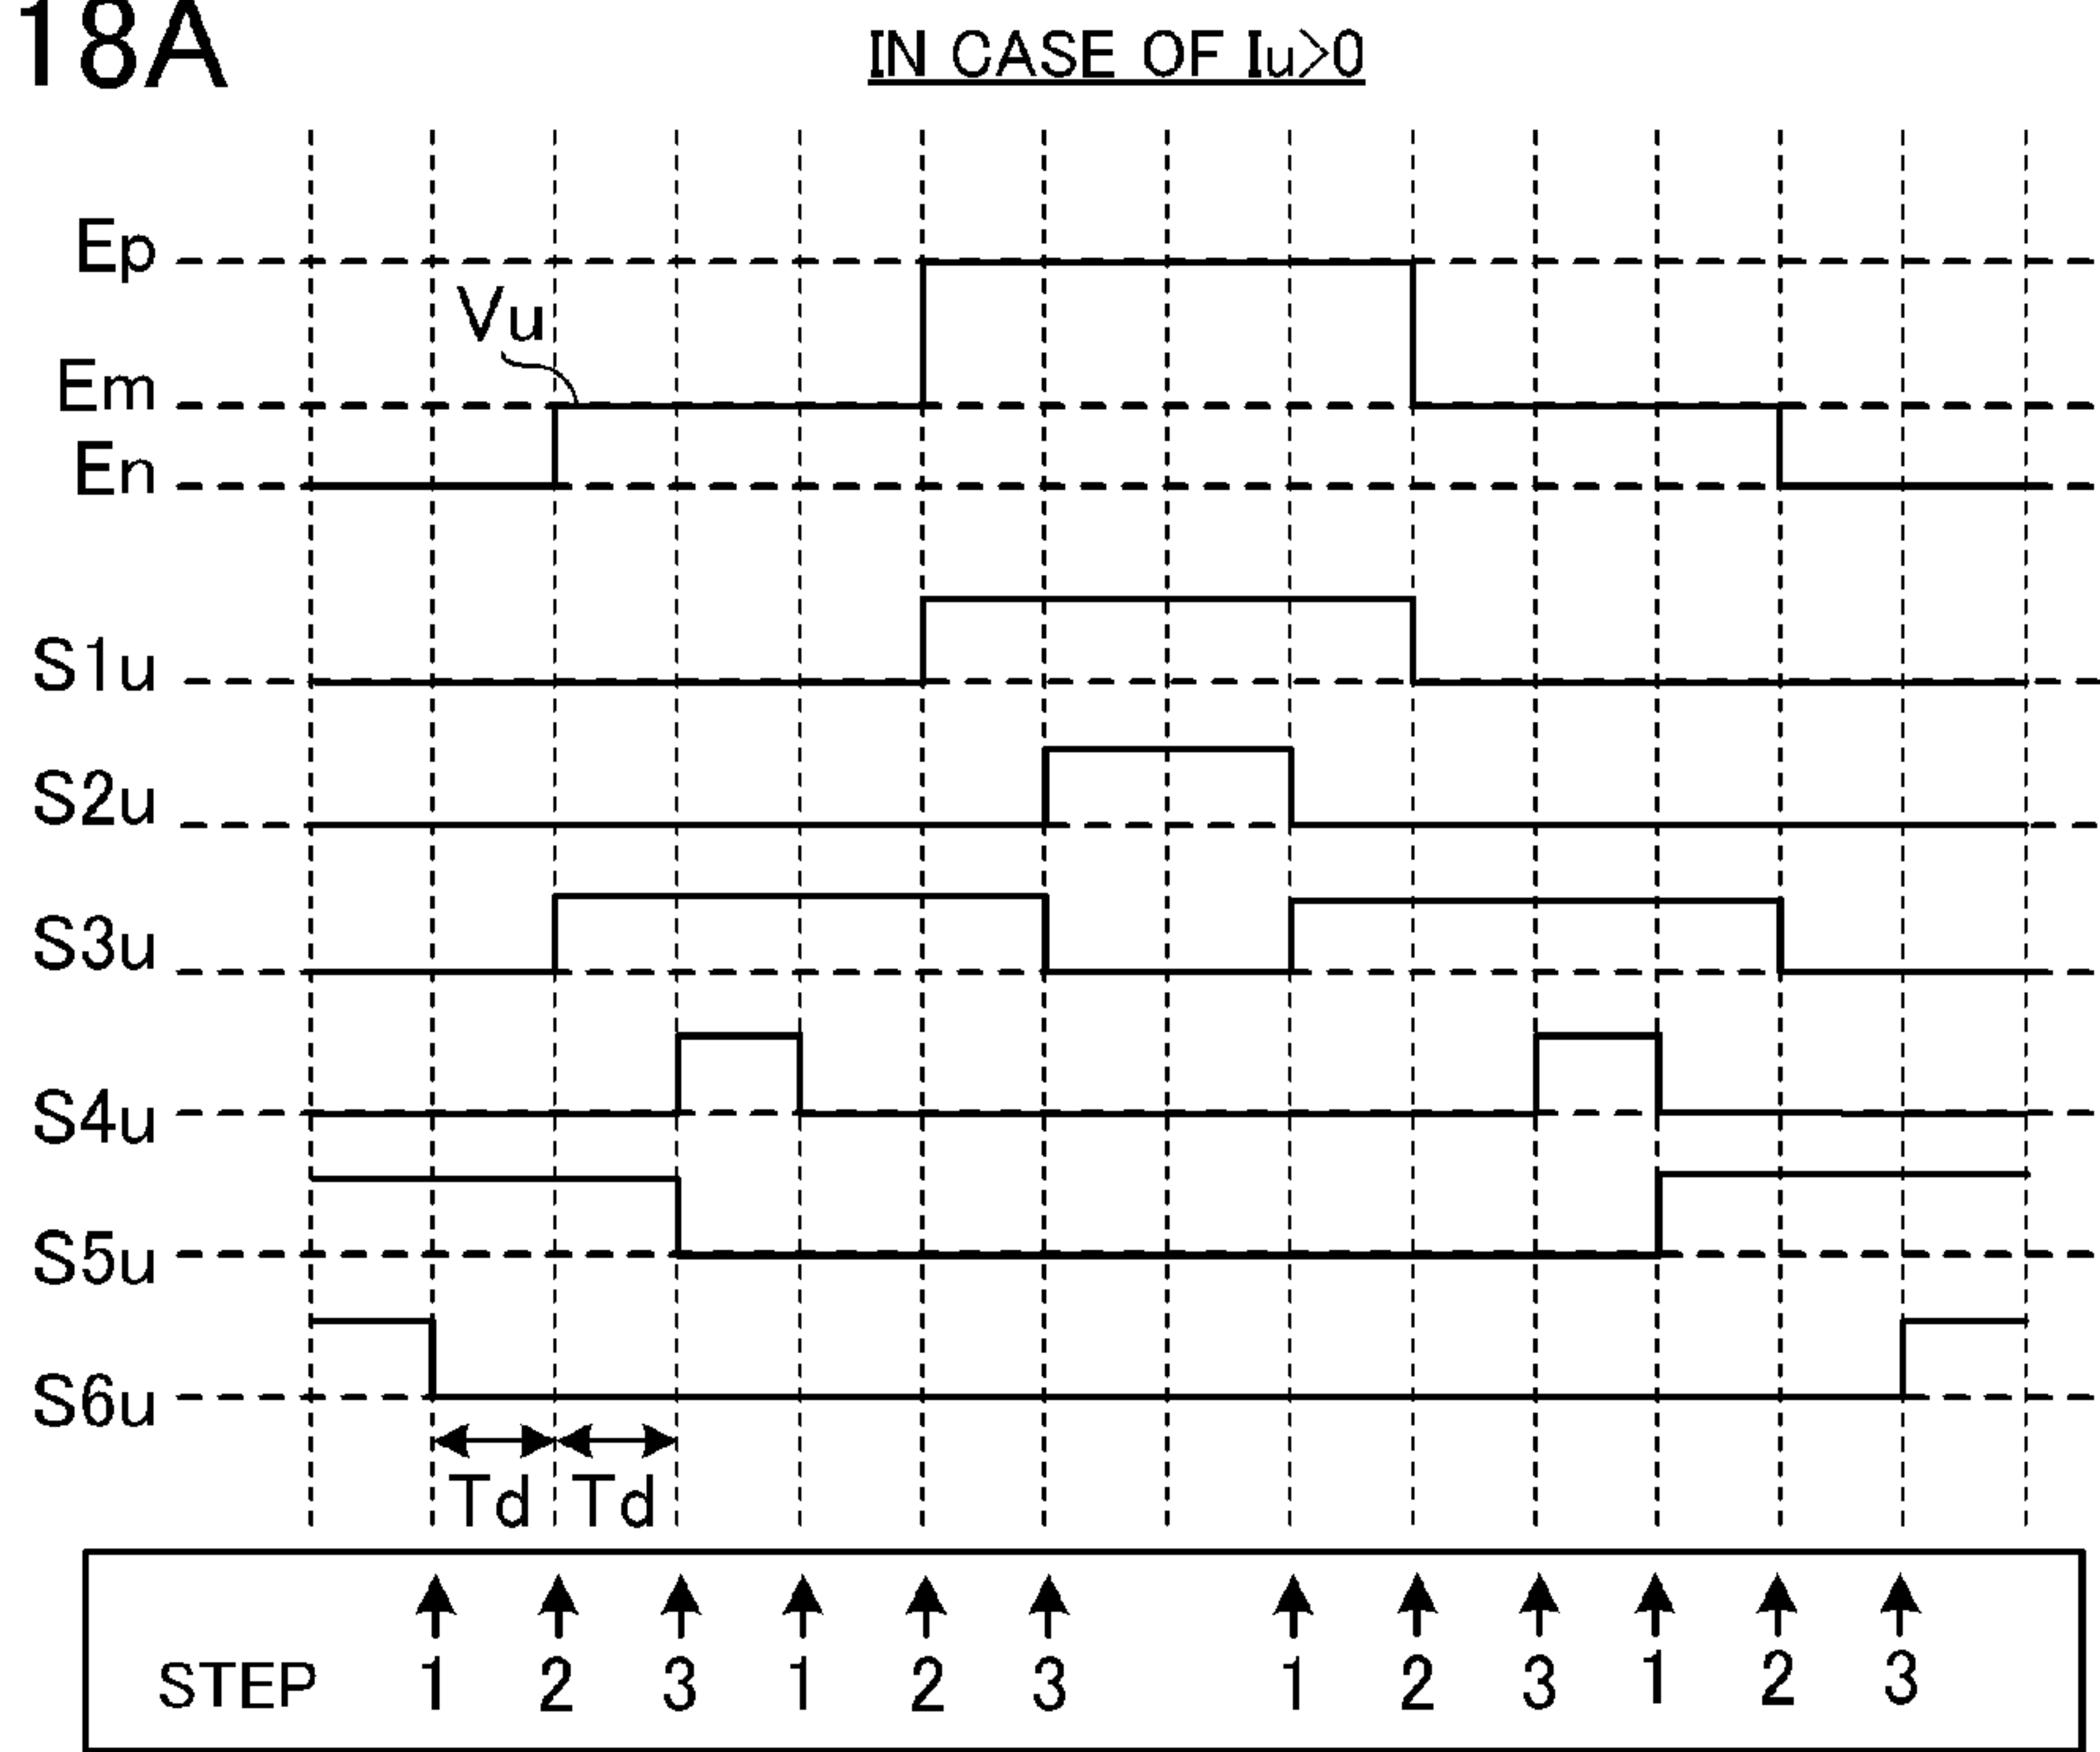 18A
IN CASE OF Iu>0
Ep
Vu
Em
En
S1u
S2u
S3u
S4u
S5u
S6u
Td Td
STEP 1 2 3 1 2 3 1 2 3 1 2 3